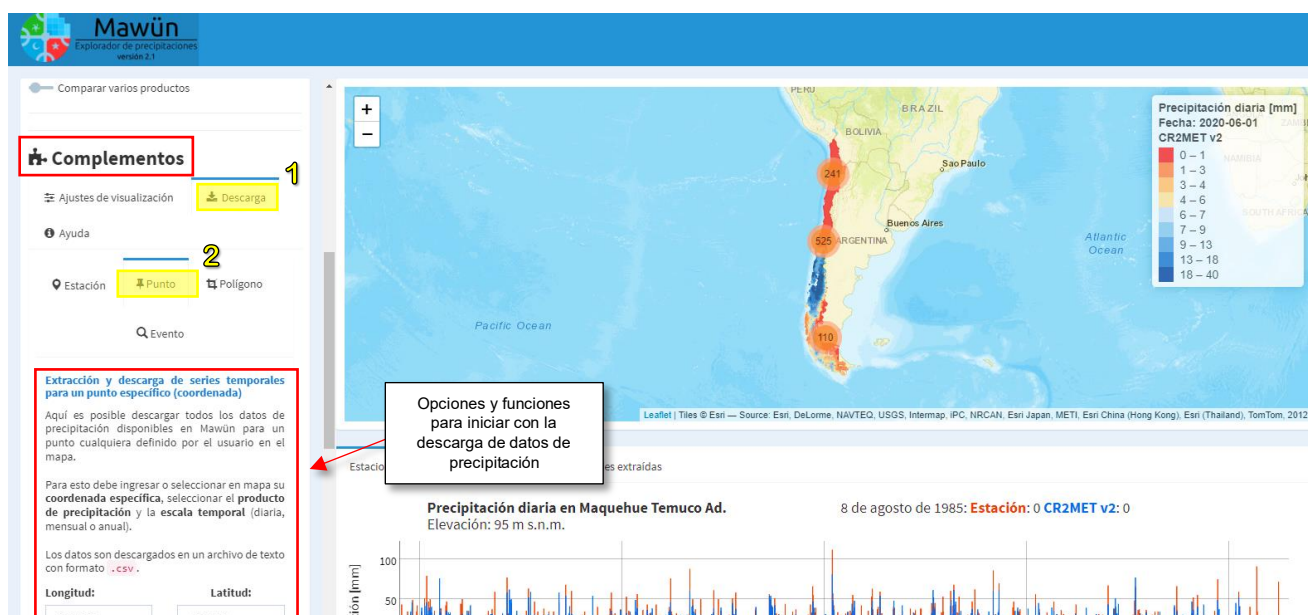 Mawün
Explorador de precipitaciones
versión 2.1
Comparar varios productos
Complementos
1
Ajustes de visualización
Descarga
Ayuda
2
Estación
Punto
Polígono
Evento
Extracción y descarga de series temporales
para un punto específico (coordenada)
Aquí es posible descargar todos los datos de
precipitación disponibles en Mawün para un
punto cualquiera definido por el usuario en el
mapa.
Para esto debe ingresar o seleccionar en mapa su
coordenada específica, seleccionar el producto
de precipitación y la escala temporal (diaria,
mensual o anual).
Los datos son descargados en un archivo de texto
con formato .csv.
Longitud:
Latitud:
+
−
PERU
BRAZIL
BOLIVIA
Sao Paulo
241
Buenos Aires
525
ARGENTINA
Atlantic
Ocean
Pacific Ocean
110
NAMIBIA
SOUTH AFRICA
Precipitación diaria [mm]
Fecha: 2020-06-01
CR2MET v2
0 – 1
1 – 3
3 – 4
4 – 6
6 – 7
7 – 9
9 – 13
13 – 18
18 – 40
Leaflet | Tiles © Esri — Source: Esri, DeLorme, NAVTEQ, USGS, Intermap, iPC, NRCAN, Esri Japan, METI, Esri China (Hong Kong), Esri (Thailand), TomTom, 2012
Opciones y funciones
para iniciar con la
descarga de datos de
precipitación
Estacio
es extraídas
Precipitación diaria en Maquehue Temuco Ad.
Elevación: 95 m s.n.m.
8 de agosto de 1985: Estación: 0 CR2MET v2: 0
100
50
ión [mm]